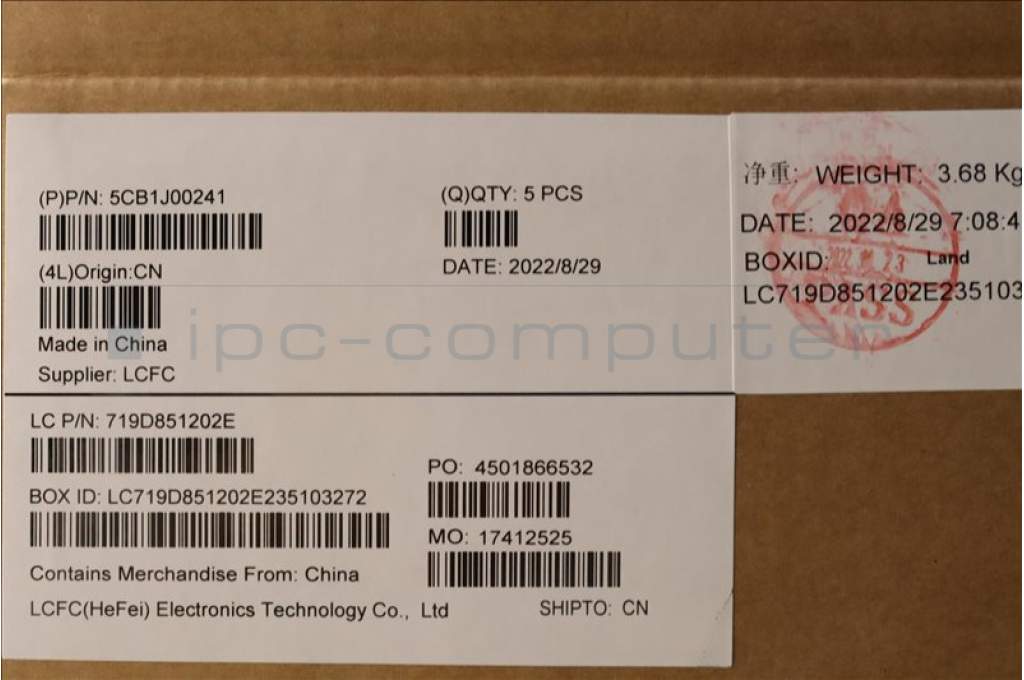 (P)P/N: 5CB1J00241
(Q)QTY: 5 PCS
(4L)Origin:CN
DATE: 2022/8/29
Made in China
Supplier: LCFC
净重: WEIGHT: 3.68 Kg
DATE: 2022/8/29 7:08:4
BOXID: Land
LC719D851202E235103
PASS
ipc-computer
LC P/N: 719D851202E
BOX ID: LC719D851202E235103272
PO: 4501866532
MO: 17412525
Contains Merchandise From: China
LCFC(HeFei) Electronics Technology Co., Ltd
SHIPTO: CN